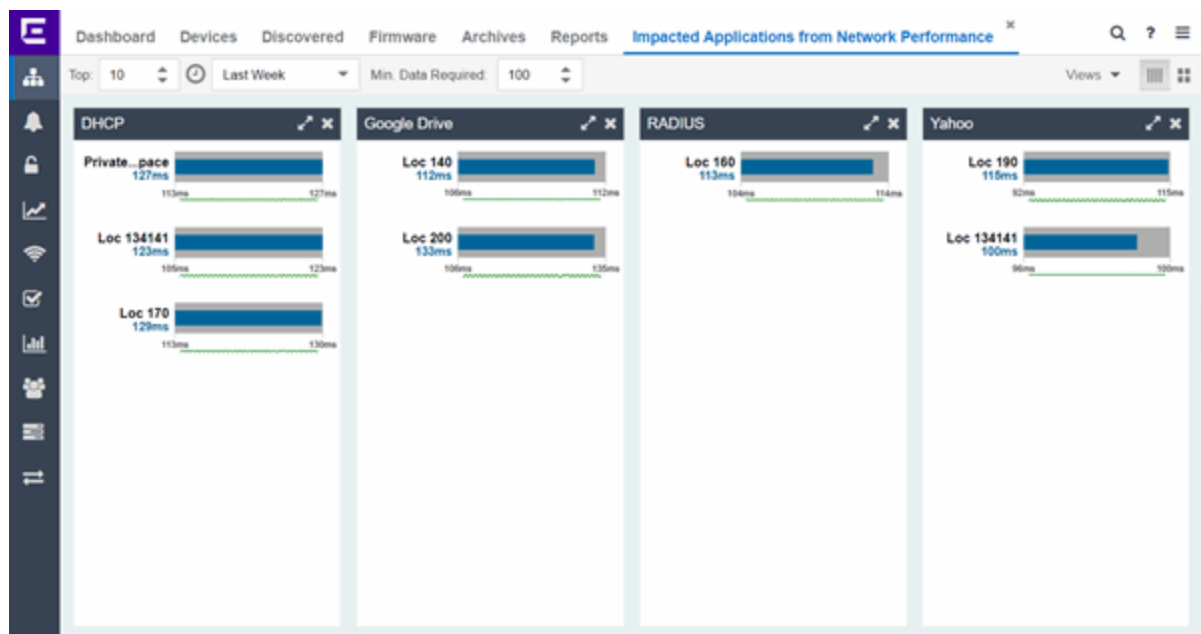 E
Dashboard Devices Discovered Firmware Archives Reports Impacted Applications from Network Performance × ?
Top: 10 Last Week Min. Data Required: 100 Views
DHCP
Private...pace
127ms
113ms 127ms
Loc 134141
123ms
105ms 123ms
Loc 170
129ms
113ms 130ms
Google Drive
Loc 140
112ms
106ms 112ms
Loc 200
133ms
106ms 135ms
RADIUS
Loc 160
113ms
104ms 114ms
Yahoo
Loc 190
115ms
92ms 115ms
Loc 134141
100ms
96ms 100ms